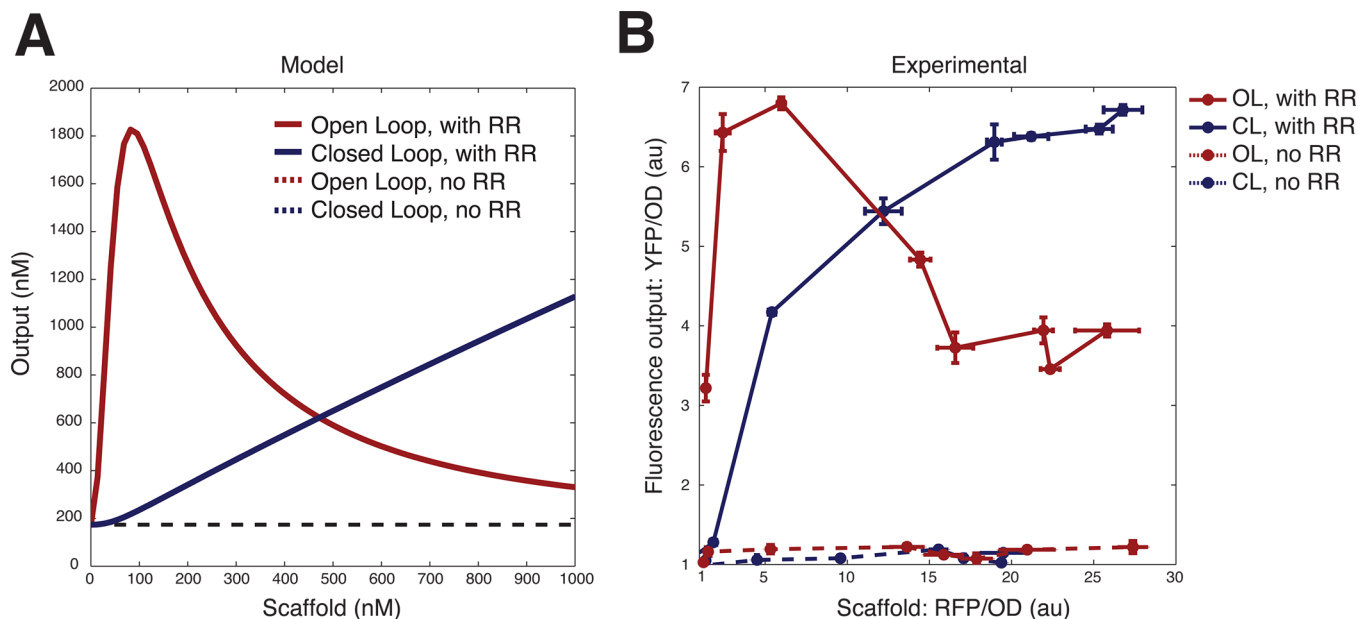 A
Model
2000
1800
1600
1400
1200
1000
800
600
400
200
0
Output (nM)
Open Loop, with RR
Closed Loop, with RR
Open Loop, no RR
Closed Loop, no RR
0 100 200 300 400 500 600 700 800 900 1000
Scaffold (nM)
B
Experimental
7
6
5
4
3
2
1
Fluorescence output: YFP/OD (au)
1 5 10 15 20 25 30
Scaffold: RFP/OD (au)
OL, with RR
CL, with RR
OL, no RR
CL, no RR